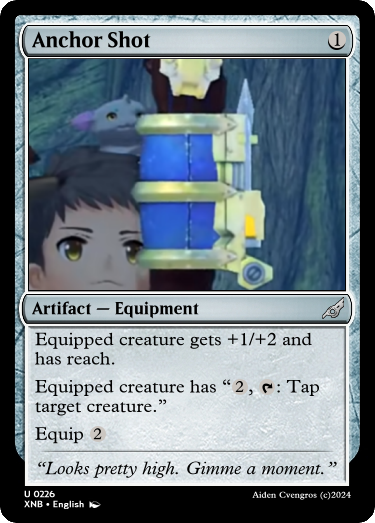 Anchor Shot 1
Artifact — Equipment
Equipped creature gets +1/+2 and
has reach.
Equipped creature has “2, : Tap
target creature.”
Equip 2
“Looks pretty high. Gimme a moment.”
U 0226
XNB • English
Aiden Cvengros (c)2024